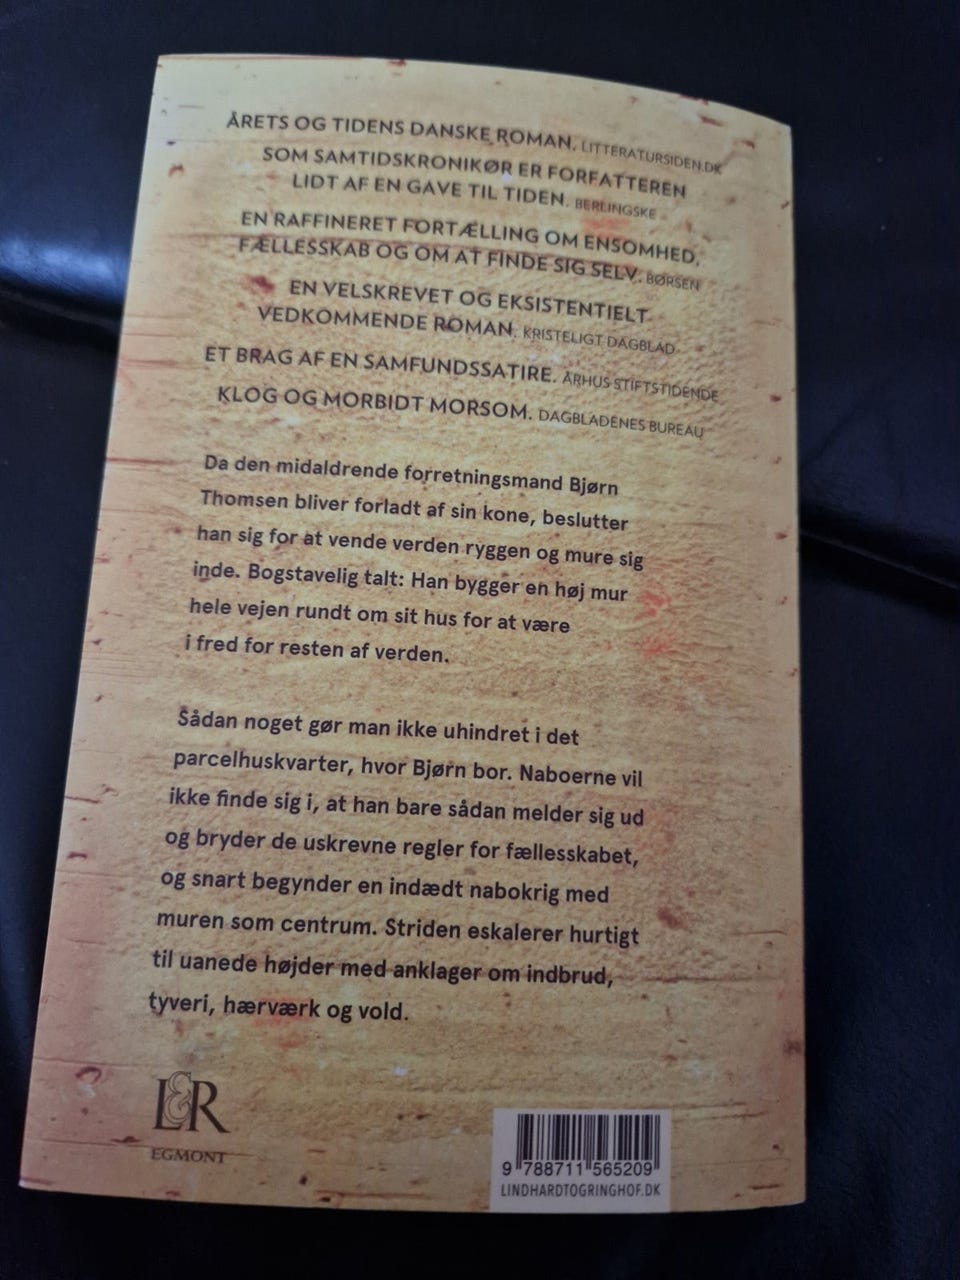 ÅRETS OG TIDENS DANSKE ROMAN. LITTERATURSIDEN.DK
SOM SAMTIDSKRONIKØR ER FORFATTEREN
LIDT AF EN GAVE TIL TIDEN. BERLINGSKE
EN RAFFINERET FORTÆLLING OM ENSOMHED,
FÆLLESSKAB OG OM AT FINDE SIG SELV. BØRSEN
EN VELSKREVET OG EKSISTENTIELT
VEDKOMMENDE ROMAN. KRISTELIGT DAGBLAD
ET BRAG AF EN SAMFUNDSSATIRE. ÅRHUS STIFTSTIDENDE
KLOG OG MORBIDT MORSOM. DAGBLADENES BUREAU
Da den midaldrende forretningsmand Bjørn
Thomsen bliver forladt af sin kone, beslutter
han sig for at vende verden ryggen og mure sig
inde. Bogstavelig talt: Han bygger en høj mur
hele vejen rundt om sit hus for at være
i fred for resten af verden.
Sådan noget gør man ikke uhindret i det
parcelhuskvarter, hvor Bjørn bor. Naboerne vil
ikke finde sig i, at han bare sådan melder sig ud
og bryder de uskrevne regler for fællesskabet,
og snart begynder en indædt nabokrig med
muren som centrum. Striden eskalerer hurtigt
til uanede højder med anklager om indbrud,
tyveri, hærværk og vold.
L&R
EGMONT
9 788711 565209
LINDHARDTOGRINGHOF.DK